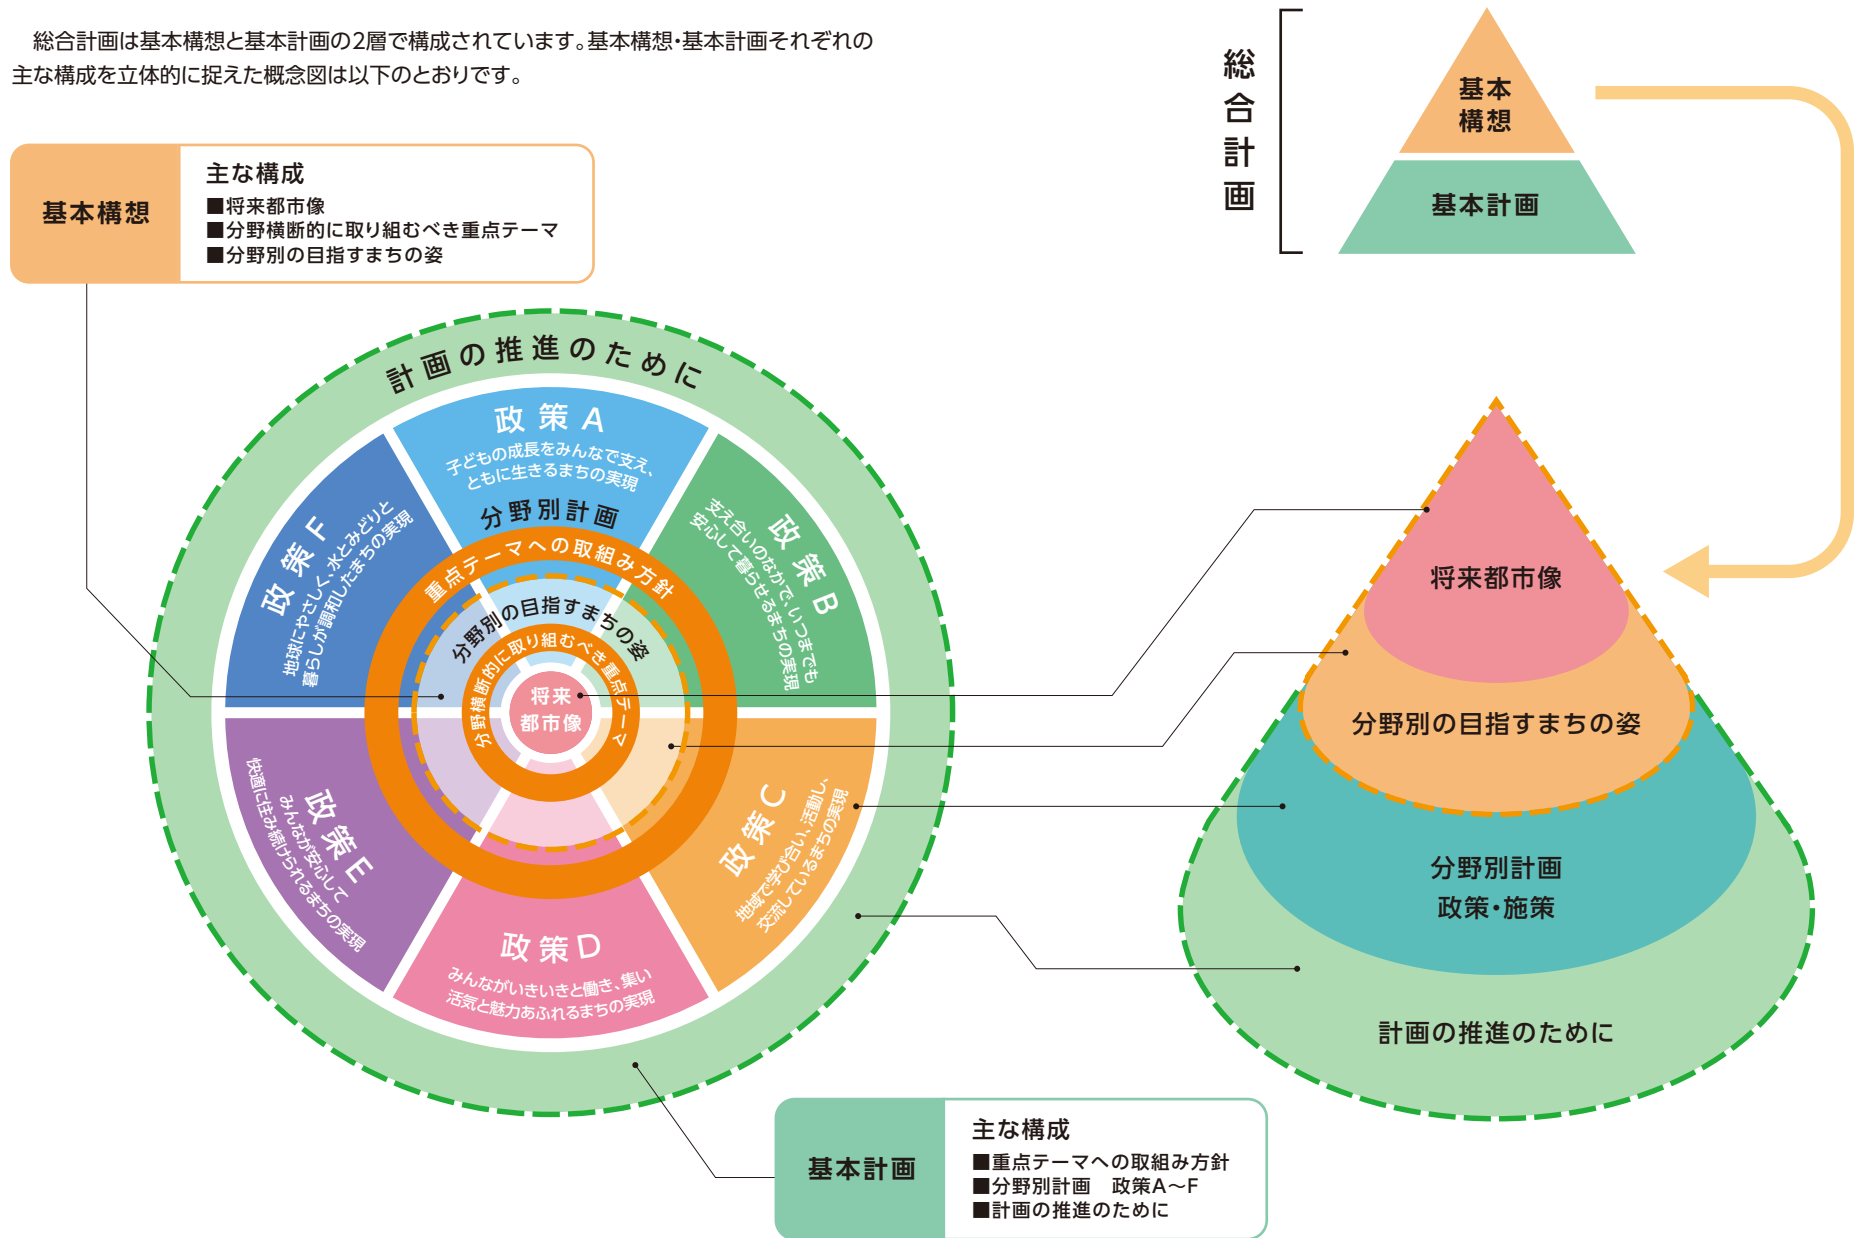 総合計画は基本構想と基本計画の2層で構成されています。基本構想・基本計画それぞれの
主な構成を立体的に捉えた概念図は以下のとおりです。
総合計画
基本
構想
基本計画
基本構想
主な構成
■将来都市像
■分野横断的に取り組むべき重点テーマ
■分野別の目指すまちの姿
計画の推進のために
政策A
子どもの成長をみんなで支え、
ともに生きるまちの実現
分野別計画
政策B
支え合いのなかで、いつまでも
安心して暮らせるまちの実現
政策C
地域で学び合い、活動し、
交流しているまちの実現
政策D
みんながいきいきと働き、集い
活気と魅力あふれるまちの実現
政策E
みんなが安心して
快適に住み続けられるまちの実現
政策F
地球にやさしく、水とみどりと
暮らしが調和したまちの実現
重点テーマへの取組み方針
分野別の目指すまちの姿
分野横断的に取り組むべき重点テーマ
将来
都市像
将来都市像
分野別の目指すまちの姿
分野別計画
政策・施策
計画の推進のために
基本計画
主な構成
■重点テーマへの取組み方針
■分野別計画　政策A〜F
■計画の推進のために